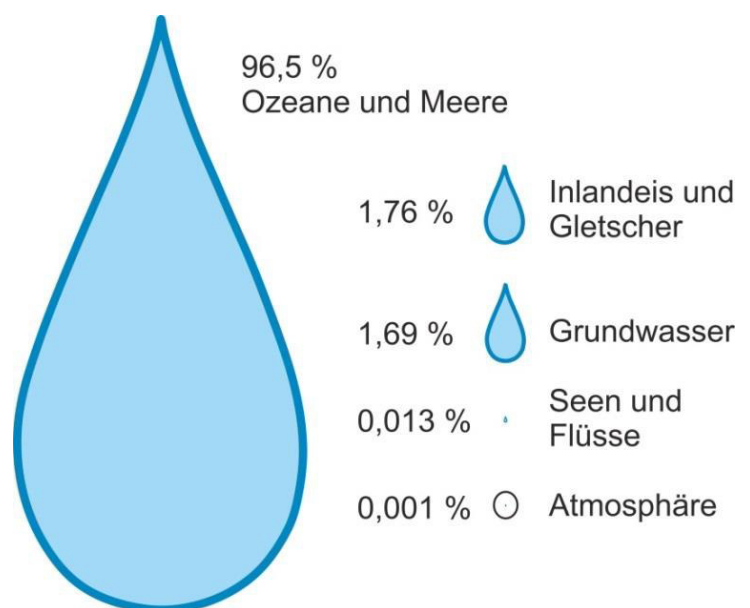 96,5 %
Ozeane und Meere
1,76 %
Inlandeis und
Gletscher
1,69 %
Grundwasser
0,013 %
Seen und
Flüsse
0,001 %
Atmosphäre